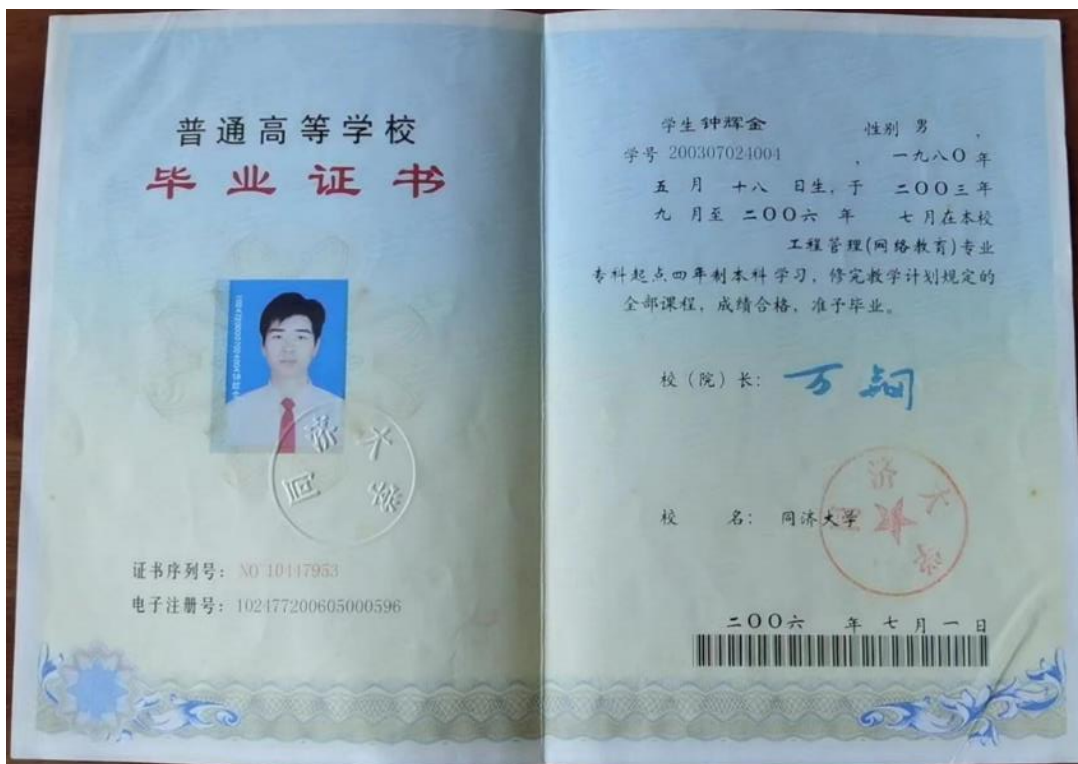 普通高等学校
毕业证书
同济大学
证书序列号: NO 10447953
电子注册号: 102477200605000596
学生钟辉金 性别 男 ,
学号 200307024004 , 一九八〇 年
五 月 十八 日生, 于 二〇〇三 年
九 月至 二〇〇六 年 七 月在本校
工程管理(网络教育)专业
专科起点四年制本科学习, 修完教学计划规定的
全部课程, 成绩合格, 准予毕业。
校(院)长: 万钢
校 名: 同济大学
二〇〇六 年 七 月 一 日